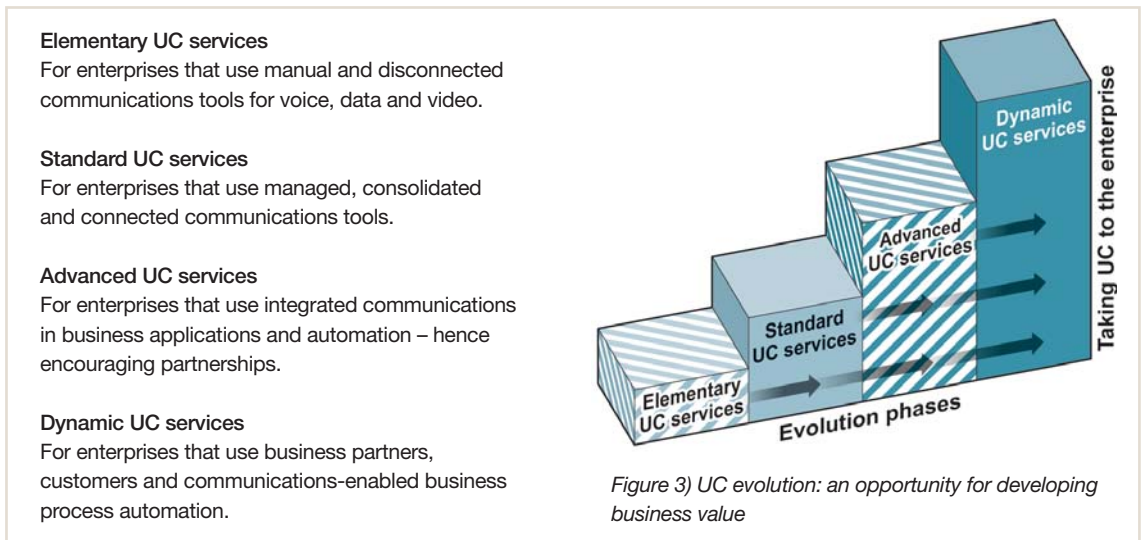 Elementary UC services
For enterprises that use manual and disconnected
communications tools for voice, data and video.
Standard UC services
For enterprises that use managed, consolidated
and connected communications tools.
Advanced UC services
For enterprises that use integrated communications
in business applications and automation – hence
encouraging partnerships.
Dynamic UC services
For enterprises that use business partners,
customers and communications-enabled business
process automation.
Elementary
UC services
Standard
UC services
Advanced
UC services
Dynamic
UC services
Evolution phases
Taking UC to the enterprise
Figure 3) UC evolution: an opportunity for developing
business value